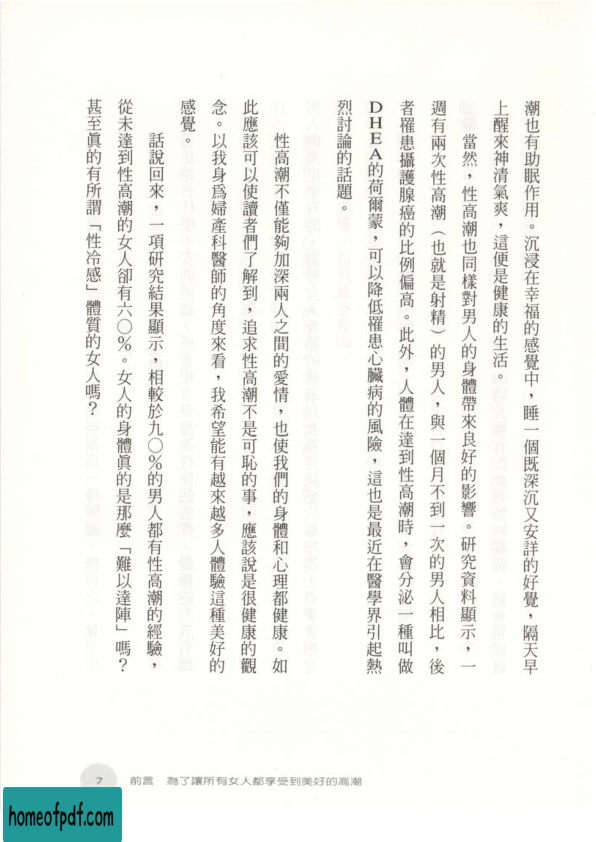 潮也有助眠作用。沉浸在幸福的感覺中，睡一個既深沉又安詳的好覺，隔天早
上醒來神清氣爽，這便是健康的生活。
當然，性高潮也同樣對男人的身體帶來良好的影響。研究資料顯示，一
週有兩次性高潮（也就是射精）的男人，與一個月不到一次的男人相比，後
者罹患攝護腺癌的比例偏高。此外，人體在達到性高潮時，會分泌一種叫做
DHEA的荷爾蒙，可以降低罹患心臟病的風險，這也是最近在醫學界引起熱
烈討論的話題。
性高潮不僅能夠加深兩人之間的愛情，也使我們的身體和心理都健康。如
此應該可以使讀者們了解到，追求性高潮不是可恥的事，應該說是很健康的觀
念。以我身爲婦產科醫師的角度來看，我希望能有越來越多人體驗這種美好的
感覺。
話說回來，一項研究結果顯示，相較於九〇％的男人都有性高潮的經驗，
從未達到性高潮的女人卻有六〇％。女人的身體眞的是那麼「難以達陣」嗎？
甚至眞的有所謂「性冷感」體質的女人嗎？
7 前言 為了讓所有女人都享受到美好的高潮
homeofpdf.com